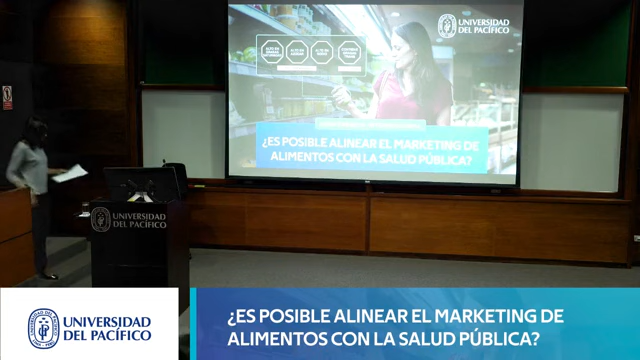 UNIVERSIDAD
DEL PACÍFICO
¿ES POSIBLE ALINEAR EL MARKETING DE
ALIMENTOS CON LA SALUD PÚBLICA?
UNIVERSIDAD
DEL PACÍFICO
UNIVERSIDAD
DEL PACÍFICO
¿ES POSIBLE ALINEAR EL MARKETING DE
ALIMENTOS CON LA SALUD PÚBLICA?